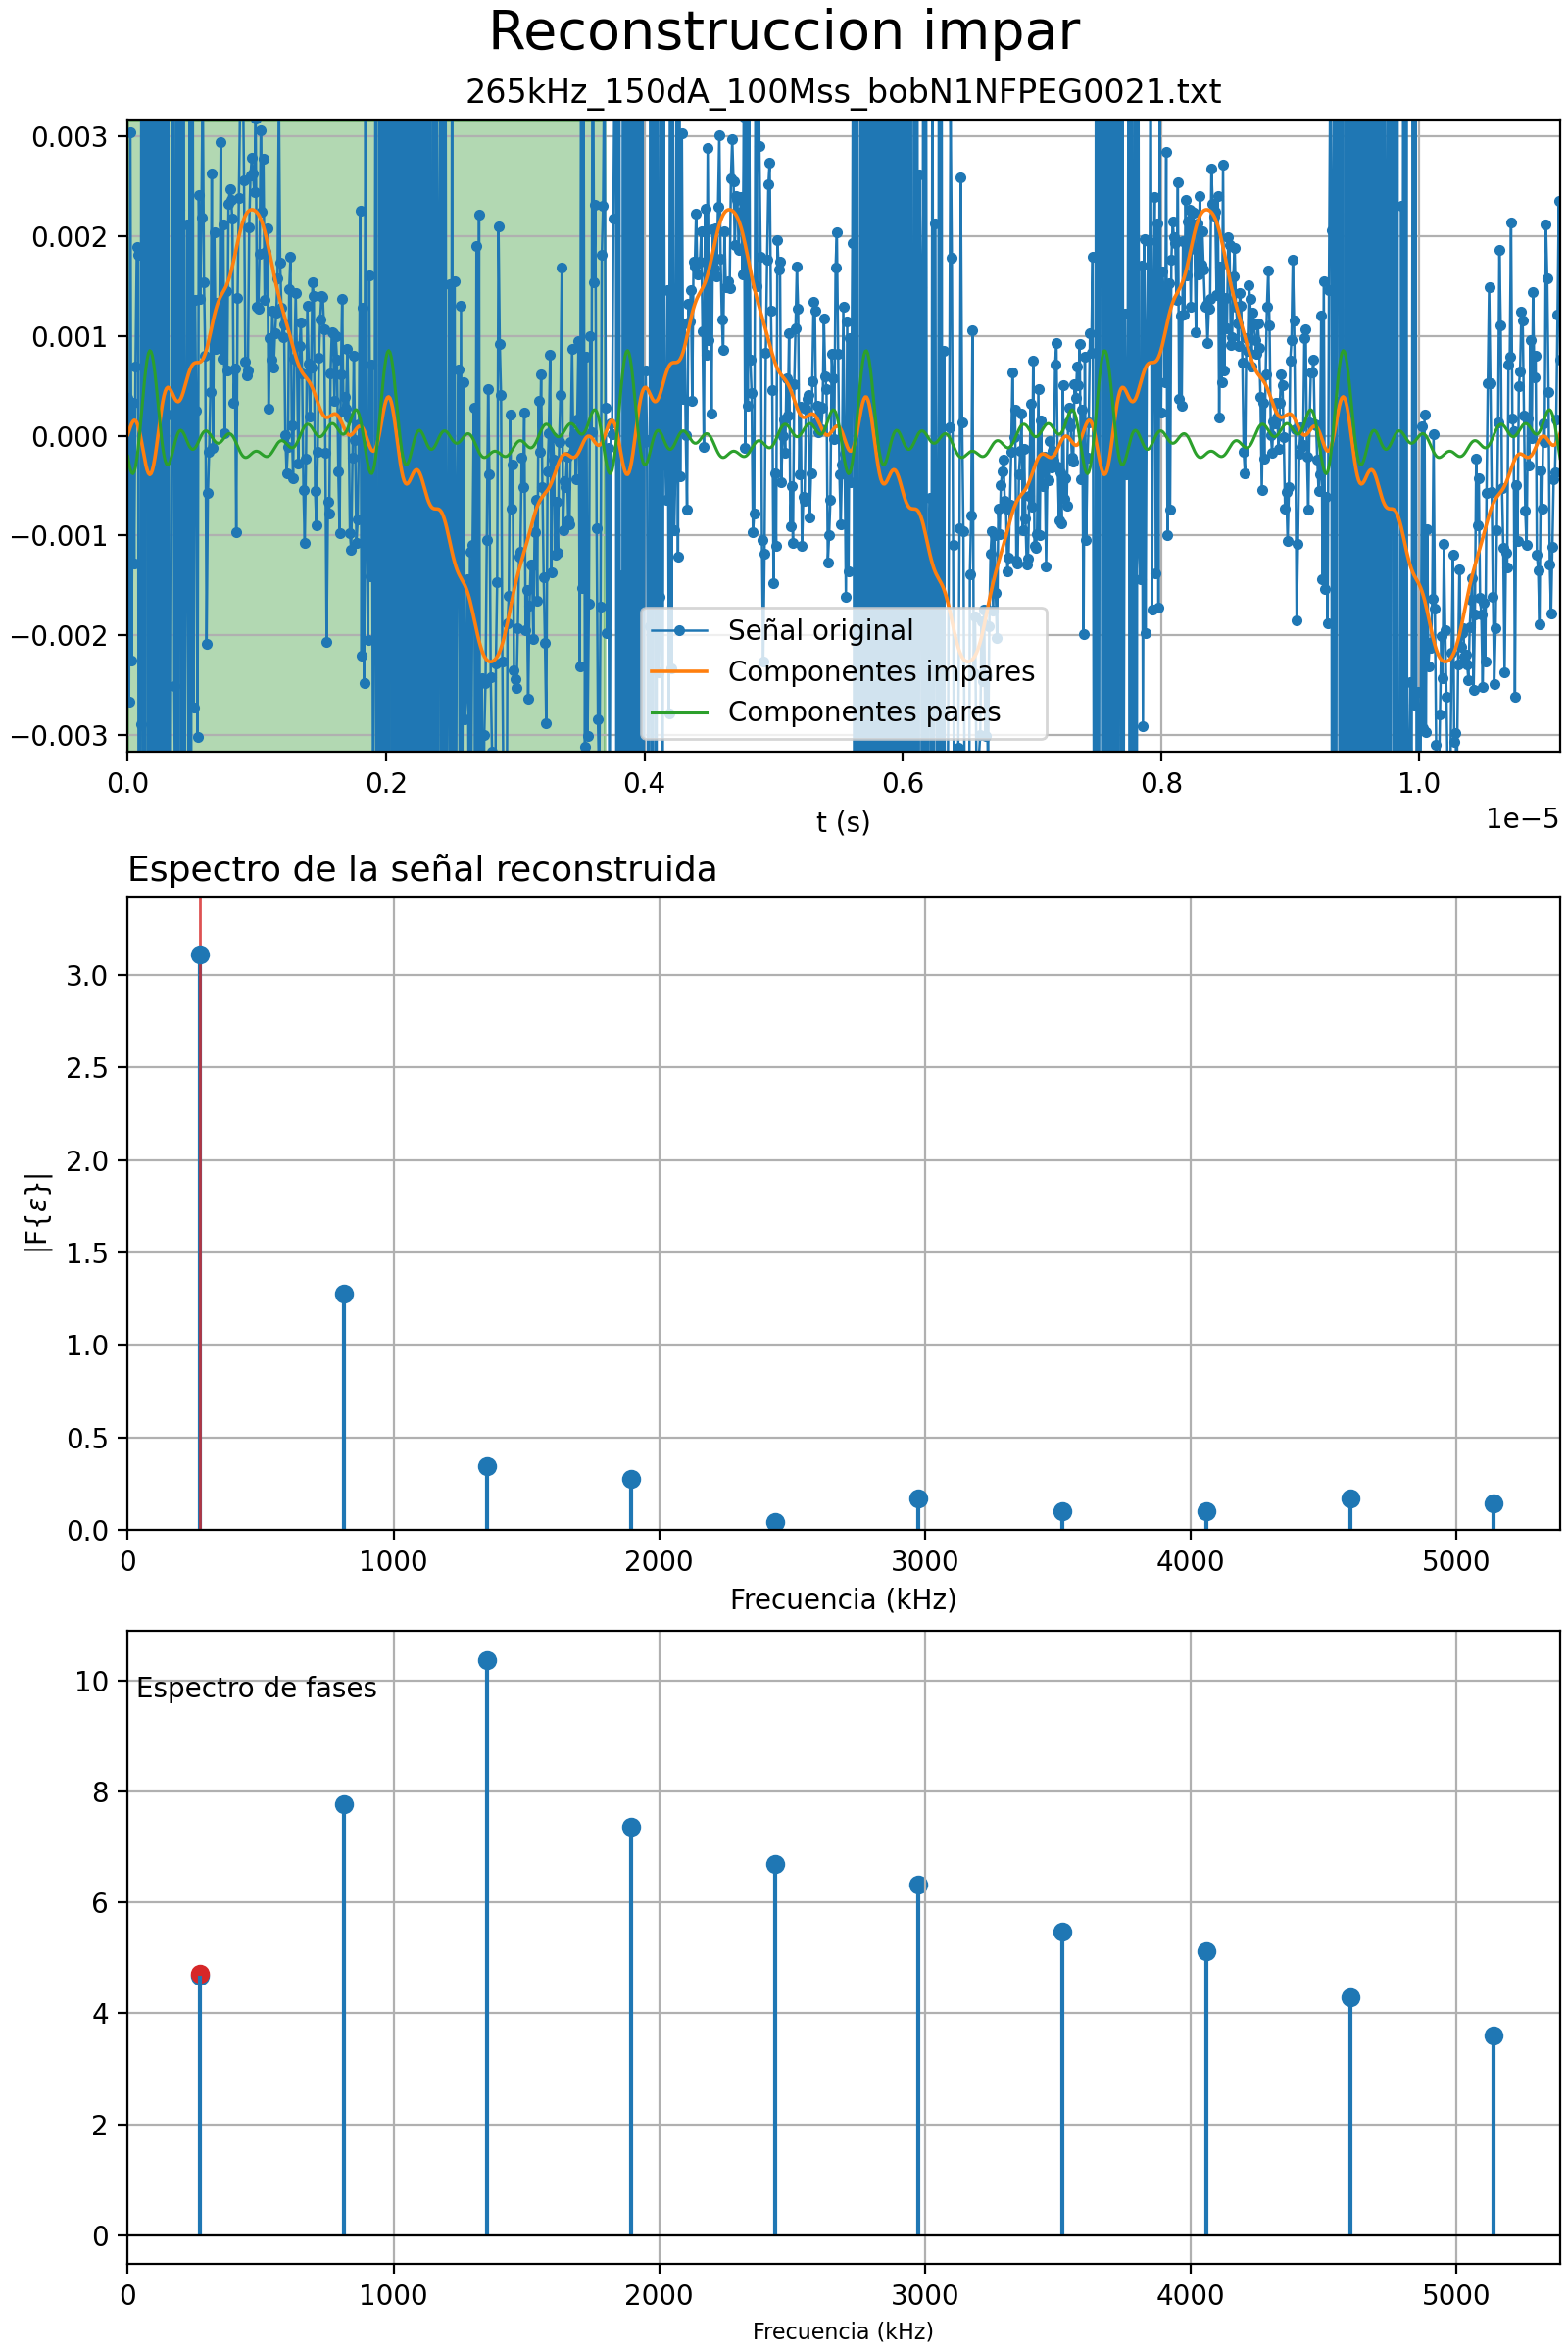 Reconstruccion impar
265kHz_150dA_100Mss_bobN1NFPEG0021.txt
0.003
0.002
0.001
0.000
−0.001
−0.002
−0.003
Señal original
Componentes impares
Componentes pares
0.0 0.2 0.4 0.6 0.8 1.0
1e−5
t (s)
Espectro de la señal reconstruida
3.0
2.5
2.0
1.5
1.0
0.5
0.0
|F{ε}|
0 1000 2000 3000 4000 5000
Frecuencia (kHz)
Espectro de fases
10
8
6
4
2
0
0 1000 2000 3000 4000 5000
Frecuencia (kHz)